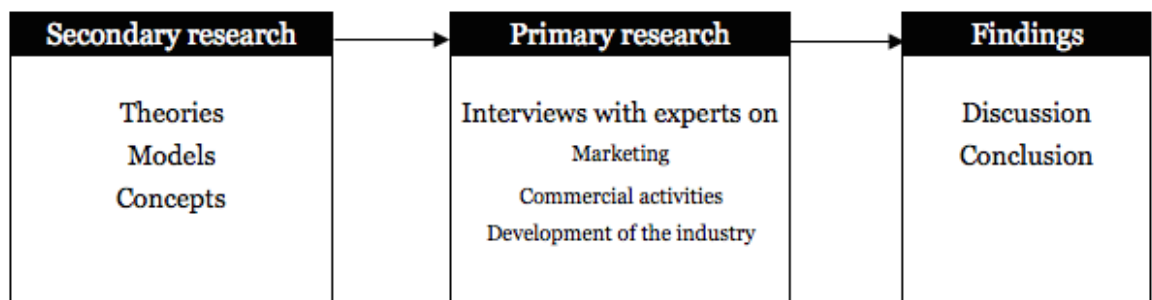 Secondary research
Theories
Models
Concepts
Primary research
Interviews with experts on
Marketing
Commercial activities
Development of the industry
Findings
Discussion
Conclusion